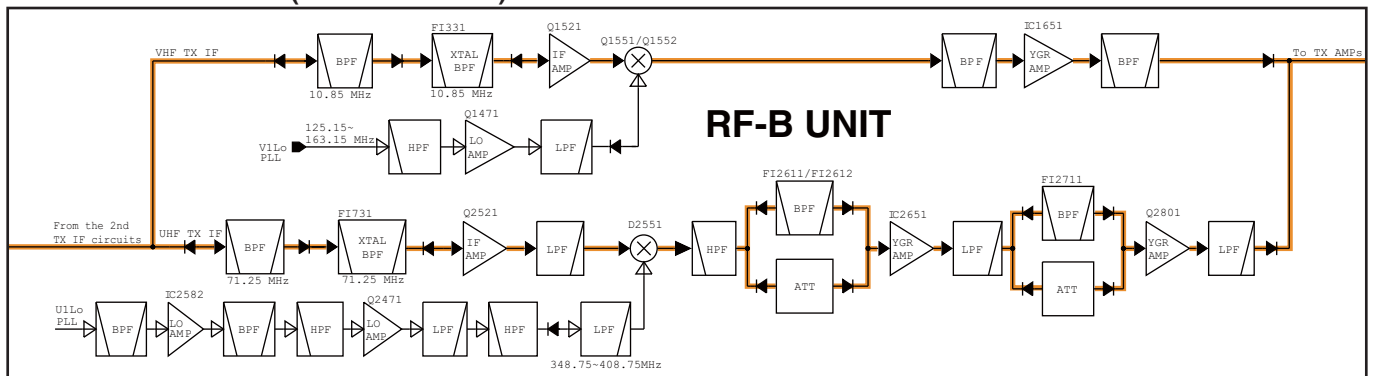 VHF TX IF
BPF
10.85 MHz
FI331
XTAL
BPF
10.85 MHz
Q1521
IF
AMP
Q1551/Q1552
BPF
IC1651
YGR
AMP
BPF
To TX AMPs
V1Lo
PLL
125.15~
163.15 MHz
HPF
Q1471
LO
AMP
LPF
RF-B UNIT
From the 2nd
TX IF circuits
UHF TX IF
BPF
71.25 MHz
FI731
XTAL
BPF
71.25 MHz
Q2521
IF
AMP
LPF
D2551
HPF
FI2611/FI2612
BPF
ATT
IC2651
YGR
AMP
LPF
FI2711
BPF
ATT
Q2801
YGR
AMP
LPF
U1Lo
PLL
BPF
IC2582
LO
AMP
BPF
HPF
Q2471
LO
AMP
LPF
HPF
LPF
348.75~408.75MHz